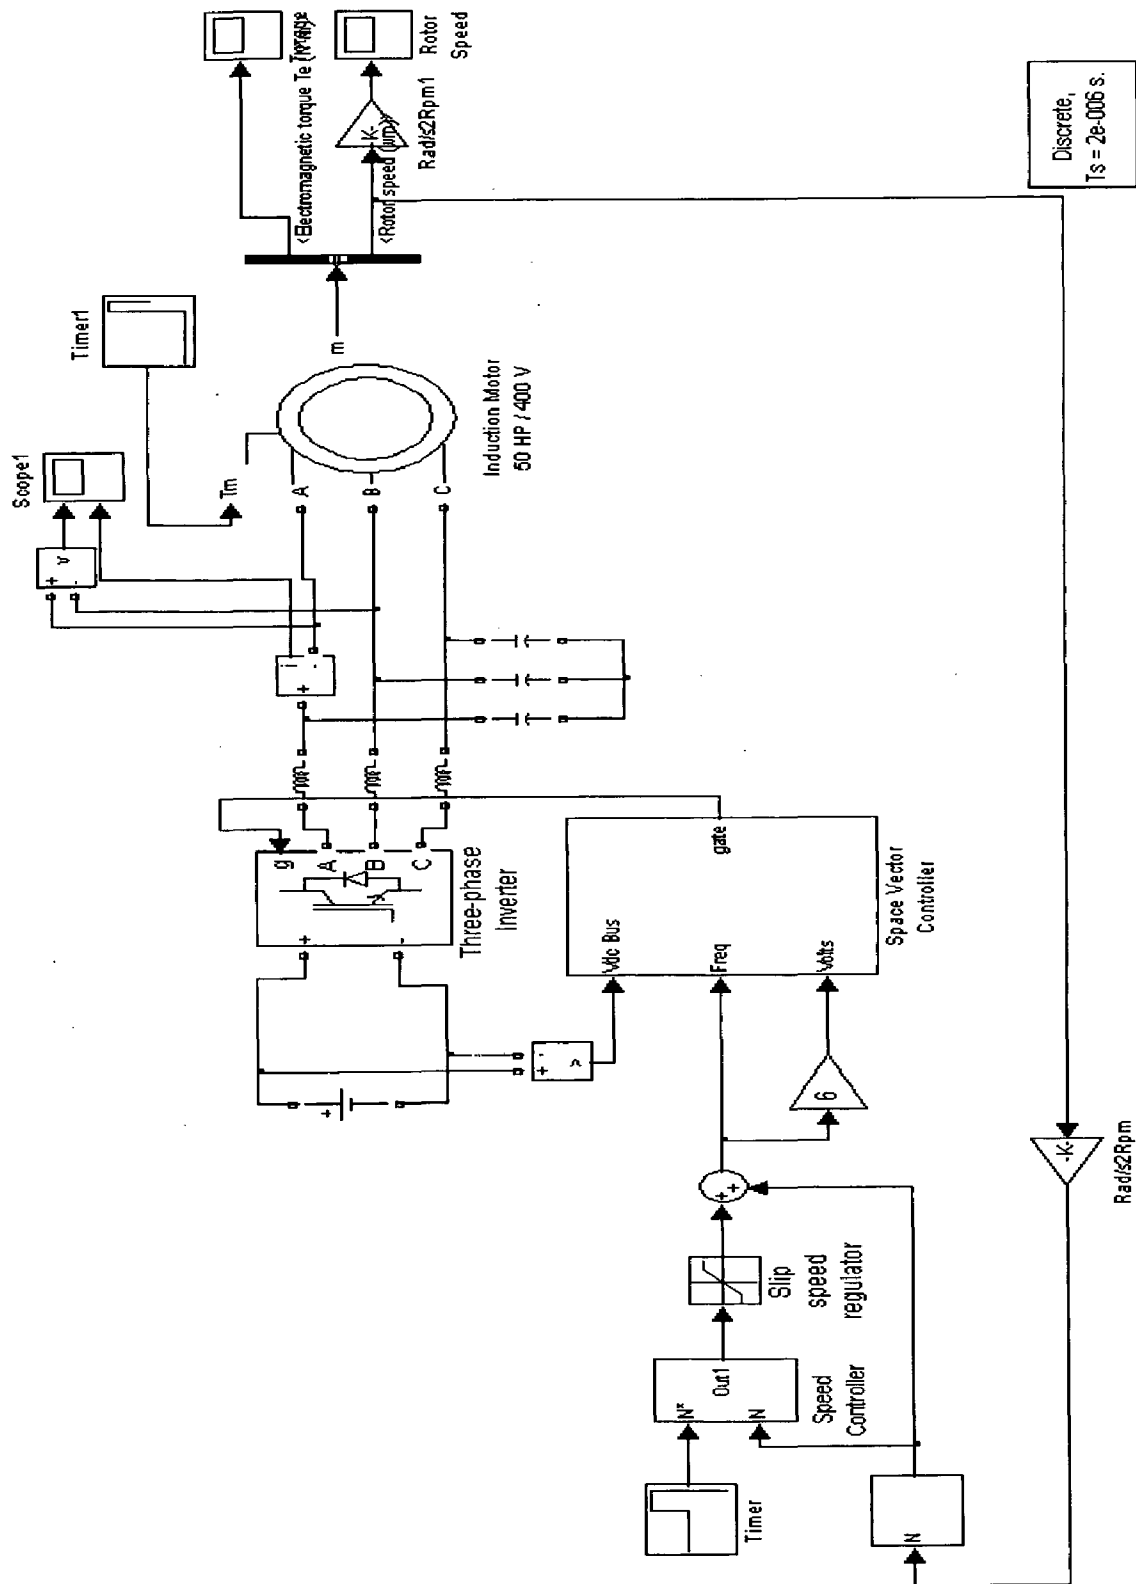 Timer
N*
N
Out1
Speed
Controller
N
Slip
speed
regulator
+
+
6
+
+
-
v
Vdc Bus
Freq
Volts
gate
Space Vector
Controller
+
-
g
A
B
C
Three-phase
Inverter
+
i
-
+
-
v
Scope1
Timer1
Tm
A
B
C
m
Induction Motor
50 HP / 400 V
<Electromagnetic torque Te
<Rotor speed (wm)>
K-
Rad/s2Rpm1
Rotor
Speed
-K-
Rad/s2Rpm
Discrete,
Ts = 2e-006 s.